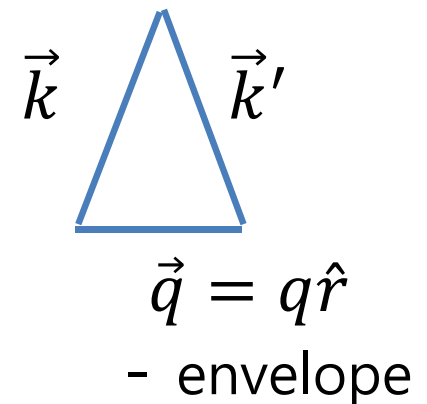 k⃗ k⃗′
q⃗ = qr̂
- envelope